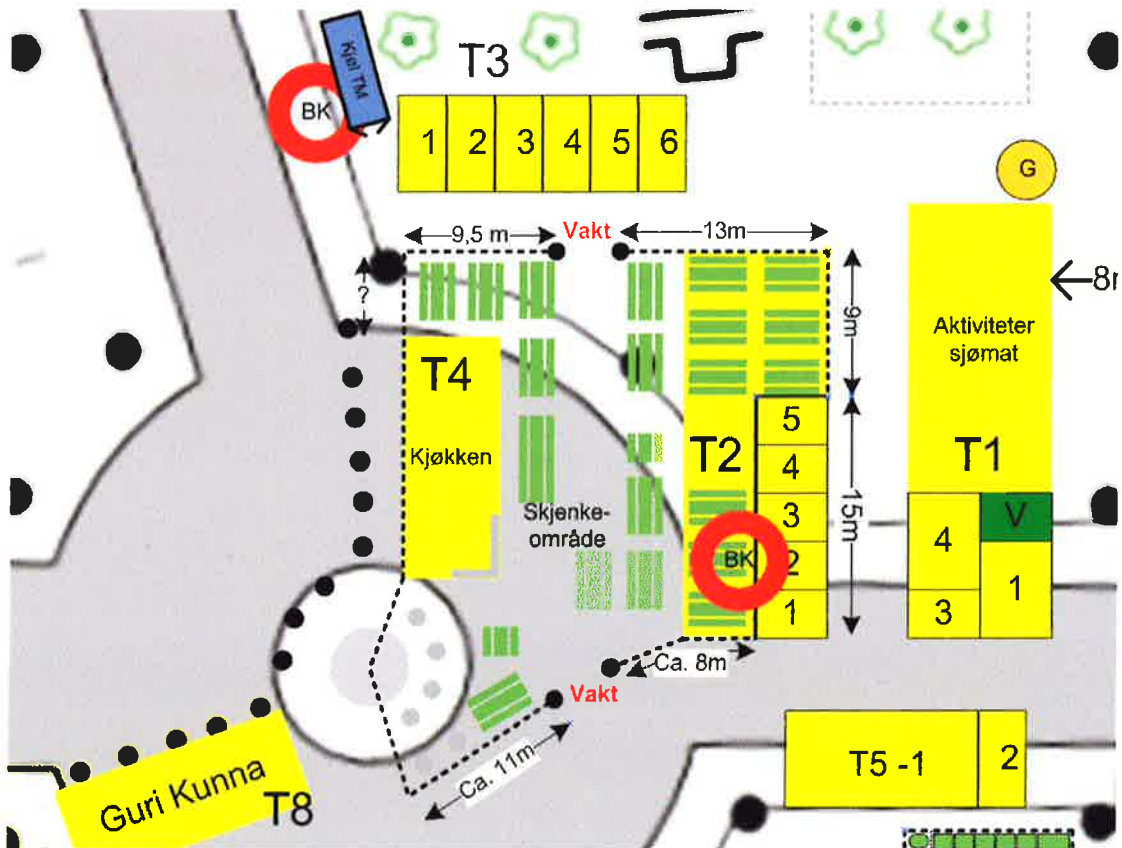 Kjøl TM
T3
BK
1 2 3 4 5 6
G
9,5 m
Vakt
13m
?
9m
8m
Aktiviteter
sjømat
T4
Kjøkken
T2
T1
5
4
3
2
1
15m
Skjenke-
område
BK
V
4
3
1
Ca. 8m
Vakt
Ca. 11m
T5 -1
2
Guri Kunna
T8